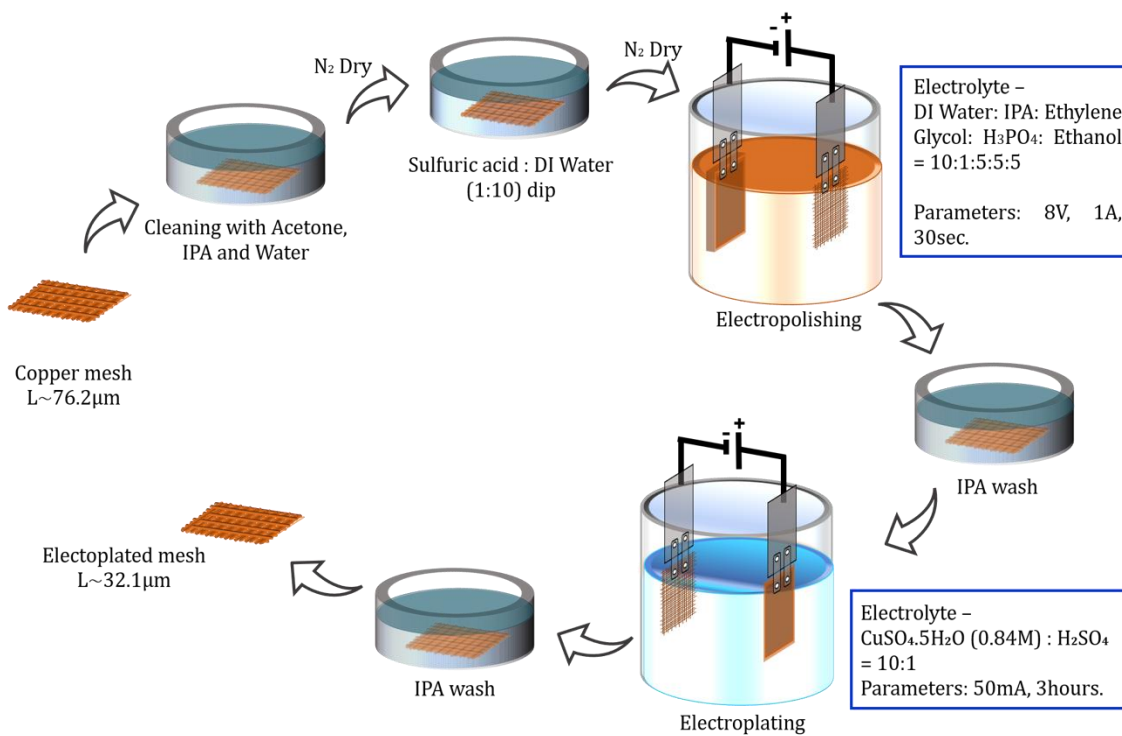 Copper mesh
L~76.2µm
Cleaning with Acetone,
IPA and Water
N₂ Dry
Sulfuric acid : DI Water
(1:10) dip
N₂ Dry
- +
Electropolishing
Electrolyte –
DI Water: IPA: Ethylene
Glycol: H₃PO₄: Ethanol
= 10:1:5:5:5
Parameters: 8V, 1A,
30sec.
IPA wash
- +
Electroplating
Electrolyte –
CuSO₄.5H₂O (0.84M) : H₂SO₄
= 10:1
Parameters: 50mA, 3hours.
IPA wash
Electoplated mesh
L~32.1µm